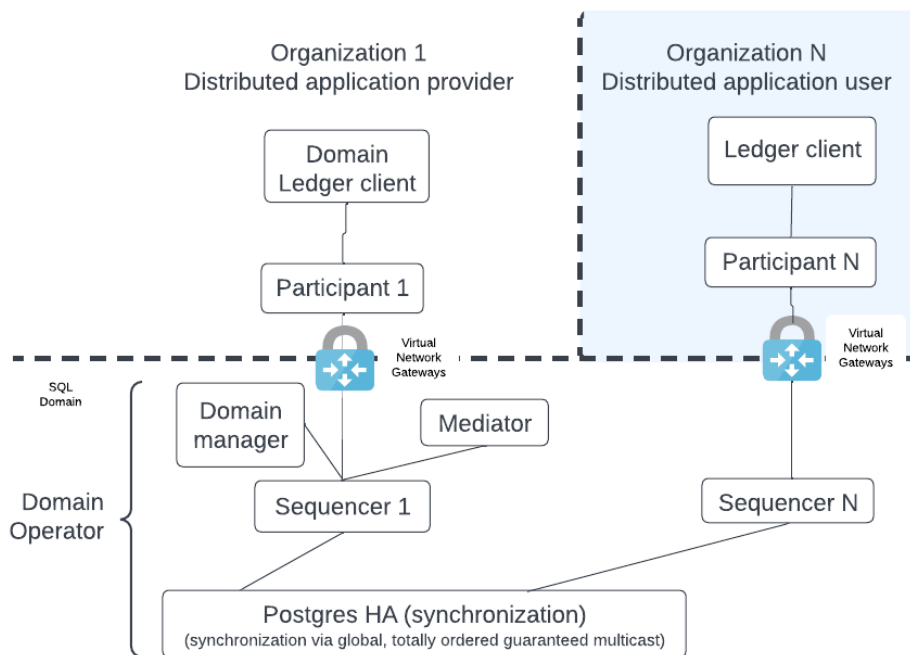 Organization 1
Distributed application provider
Organization N
Distributed application user
Domain
Ledger client
Ledger client
Participant 1
Participant N
Virtual
Network
Gateways
Virtual
Network
Gateways
SQL
Domain
Domain
manager
Mediator
Domain
Operator
Sequencer 1
Sequencer N
Postgres HA (synchronization)
(synchronization via global, totally ordered guaranteed multicast)